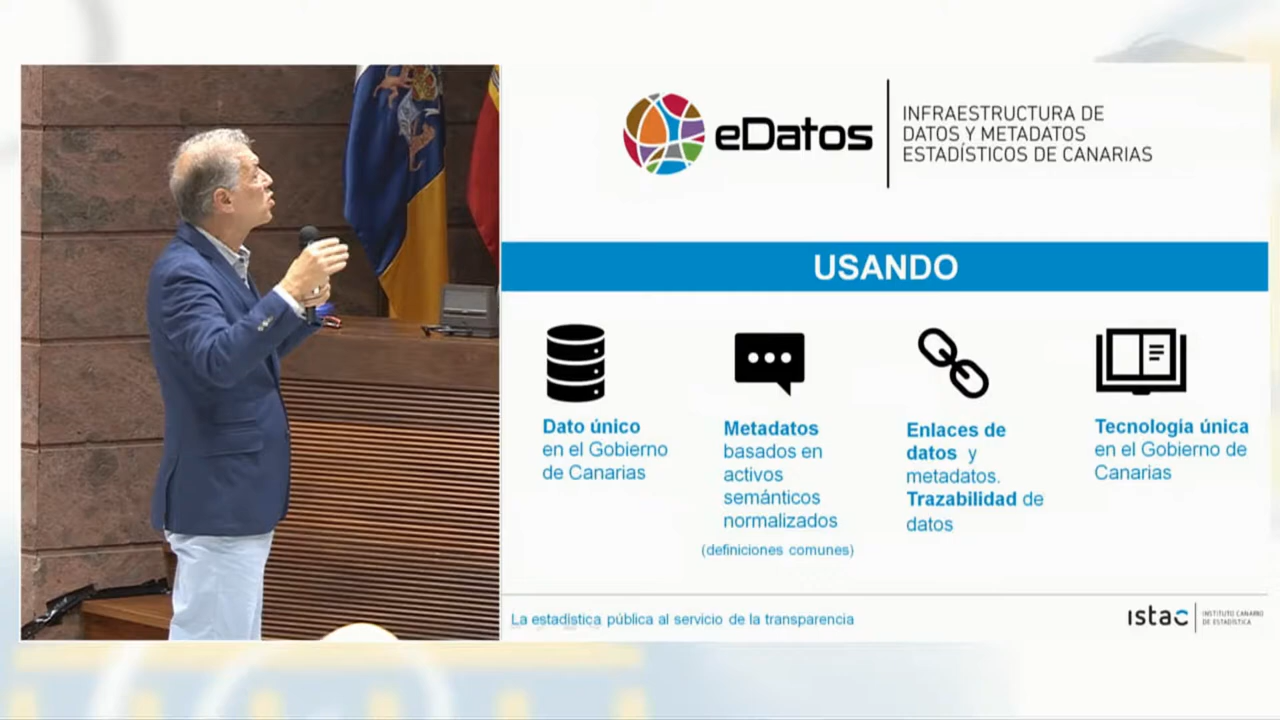 eDatos
INFRAESTRUCTURA DE
DATOS Y METADATOS
ESTADÍSTICOS DE CANARIAS
USANDO
Dato único
en el Gobierno
de Canarias
Metadatos
basados en
activos
semánticos
normalizados
(definiciones comunes)
Enlaces de
datos y
metadatos.
Trazabilidad de
datos
Tecnología única
en el Gobierno de
Canarias
La estadística pública al servicio de la transparencia
istac
INSTITUTO CANARIO
DE ESTADÍSTICA